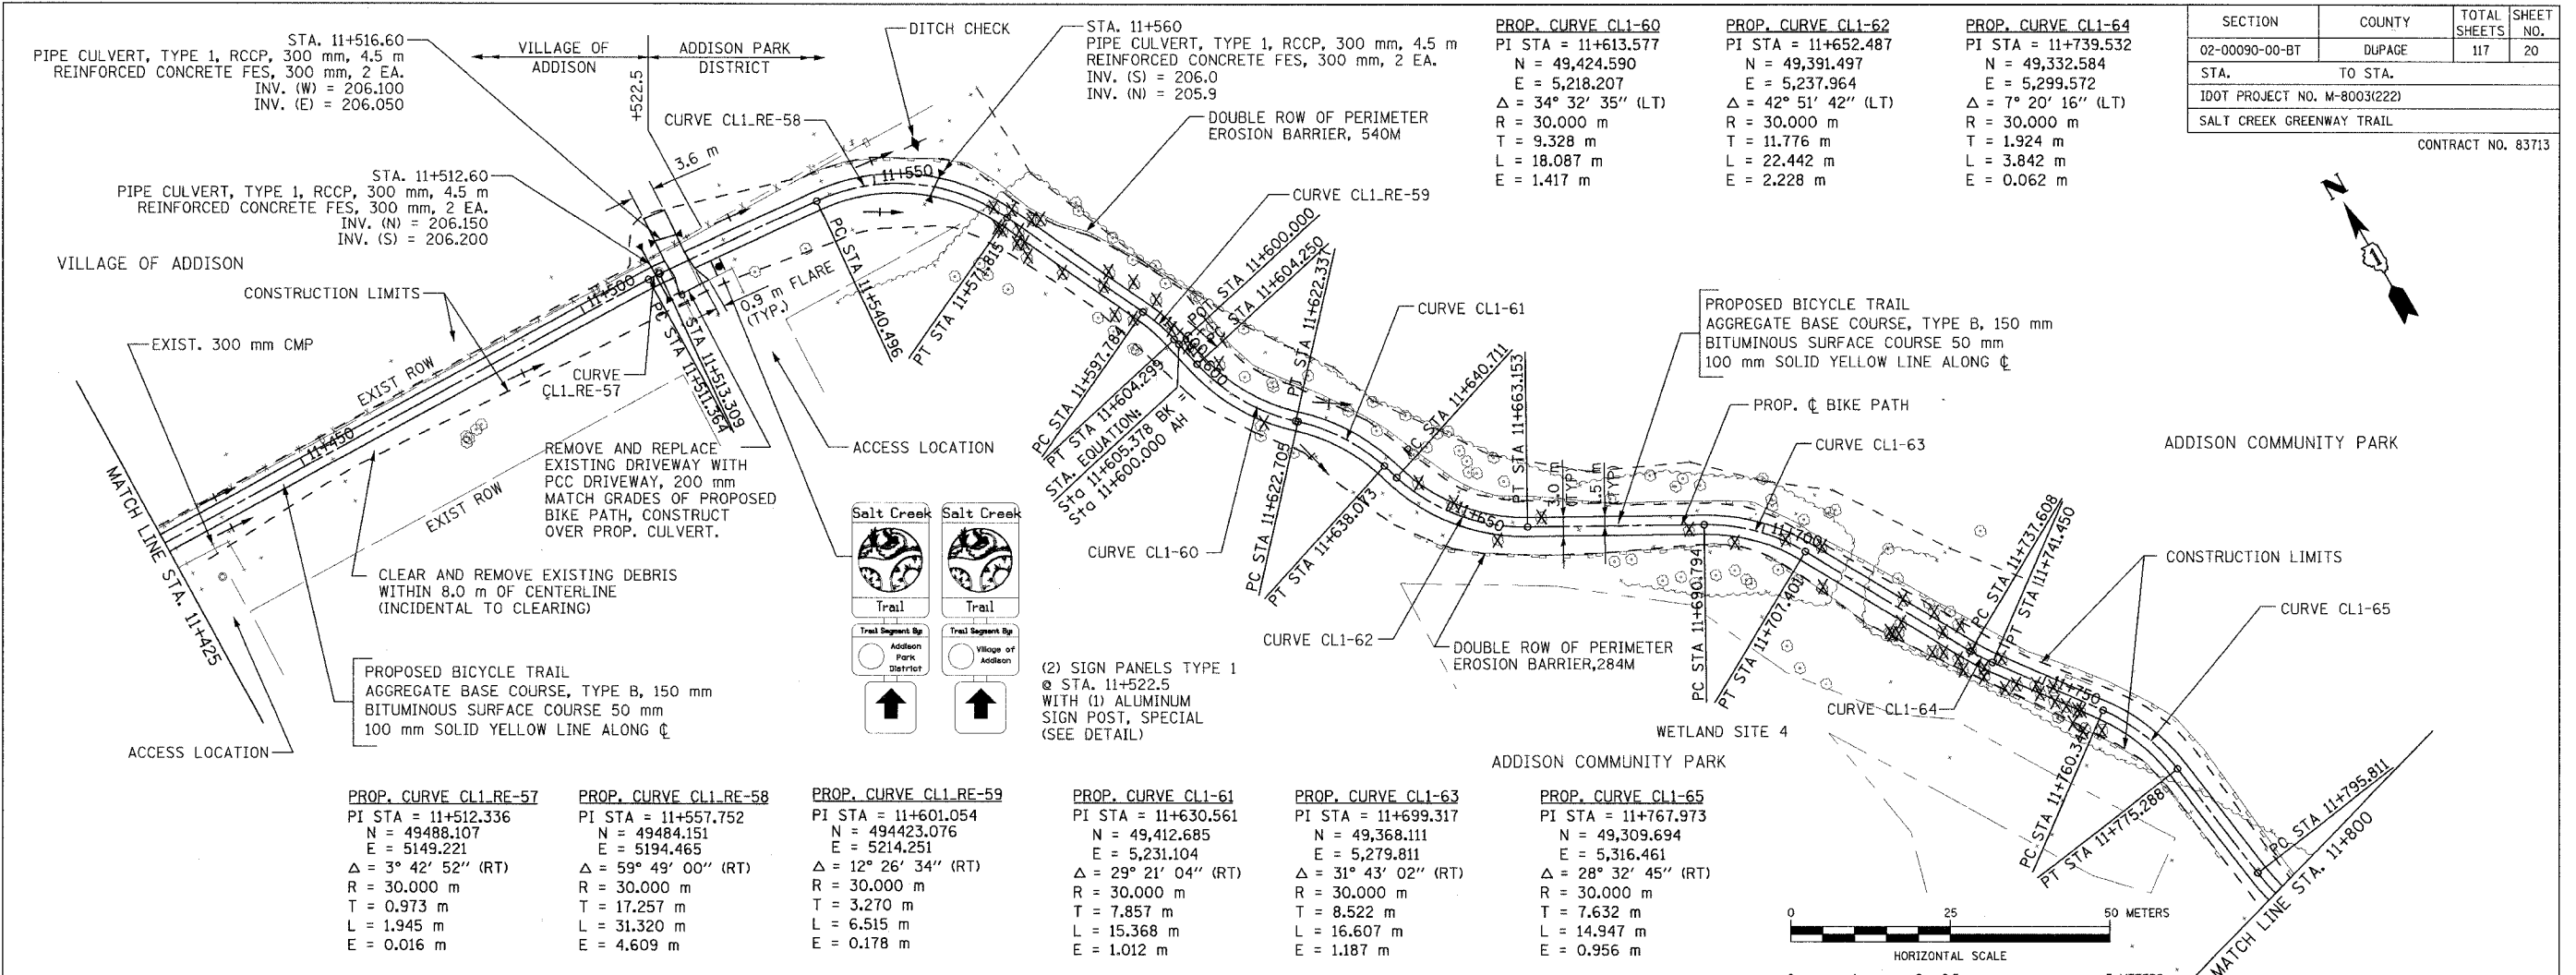 STA. 11+516.60
PIPE CULVERT, TYPE 1, RCCP, 300 mm, 4.5 m
REINFORCED CONCRETE FES, 300 mm, 2 EA.
INV. (W) = 206.100
INV. (E) = 206.050
VILLAGE OF
ADDISON
ADDISON PARK
DISTRICT
+522.5
DITCH CHECK
STA. 11+560
PIPE CULVERT, TYPE 1, RCCP, 300 mm, 4.5 m
REINFORCED CONCRETE FES, 300 mm, 2 EA.
INV. (S) = 206.0
INV. (N) = 205.9
PROP. CURVE CL1-60
PI STA = 11+613.577
N = 49,424.590
E = 5,218.207
Δ = 34° 32' 35'' (LT)
R = 30.000 m
T = 9.328 m
L = 18.087 m
E = 1.417 m
PROP. CURVE CL1-62
PI STA = 11+652.487
N = 49,391.497
E = 5,237.964
Δ = 42° 51' 42'' (LT)
R = 30.000 m
T = 11.776 m
L = 22.442 m
E = 2.228 m
PROP. CURVE CL1-64
PI STA = 11+739.532
N = 49,332.584
E = 5,299.572
Δ = 7° 20' 16'' (LT)
R = 30.000 m
T = 1.924 m
L = 3.842 m
E = 0.062 m
SECTION COUNTY TOTAL SHEETS SHEET NO.
02-00090-00-BT DUPAGE 117 20
STA. TO STA.
IDOT PROJECT NO. M-8003(222)
SALT CREEK GREENWAY TRAIL
CONTRACT NO. 83713
N
1
CURVE CL1_RE-58
DOUBLE ROW OF PERIMETER
EROSION BARRIER, 540M
3.6 m
STA. 11+512.60
PIPE CULVERT, TYPE 1, RCCP, 300 mm, 4.5 m
REINFORCED CONCRETE FES, 300 mm, 2 EA.
INV. (N) = 206.150
INV. (S) = 206.200
11+550
CURVE CL1_RE-59
VILLAGE OF ADDISON
CONSTRUCTION LIMITS
EXIST. 300 mm CMP
11+500
CURVE
CL1_RE-57
PC STA 11+511.364
PT STA 11+513.309
0.9 m FLARE
(TYP.)
PC STA 11+540.496
PT STA 11+571.815
PC STA 11+597.784
PT STA 11+604.299
STA. EQUATION:
Sta 11+605.378 BK =
Sta 11+600.000 AH
POT STA 11+600.000
PC STA 11+604.250
11+600
PT STA 11+622.337
PC STA 11+622.705
PT STA 11+638.073
PC STA 11+640.711
PT STA 11+663.153
CURVE CL1-61
3.0 m
(TYP)
1.5 m
(TYP)
PROPOSED BICYCLE TRAIL
AGGREGATE BASE COURSE, TYPE B, 150 mm
BITUMINOUS SURFACE COURSE 50 mm
100 mm SOLID YELLOW LINE ALONG ℄
PROP. ℄ BIKE PATH
CURVE CL1-63
ADDISON COMMUNITY PARK
EXIST ROW
11+450
EXIST ROW
MATCH LINE STA. 11+425
REMOVE AND REPLACE
EXISTING DRIVEWAY WITH
PCC DRIVEWAY, 200 mm
MATCH GRADES OF PROPOSED
BIKE PATH, CONSTRUCT
OVER PROP. CULVERT.
ACCESS LOCATION
CLEAR AND REMOVE EXISTING DEBRIS
WITHIN 8.0 m OF CENTERLINE
(INCIDENTAL TO CLEARING)
PROPOSED BICYCLE TRAIL
AGGREGATE BASE COURSE, TYPE B, 150 mm
BITUMINOUS SURFACE COURSE 50 mm
100 mm SOLID YELLOW LINE ALONG ℄
ACCESS LOCATION
Salt Creek
Trail
Trail Segment By:
Addison
Park
District
Salt Creek
Trail
Trail Segment By:
Village of
Addison
(2) SIGN PANELS TYPE 1
@ STA. 11+522.5
WITH (1) ALUMINUM
SIGN POST, SPECIAL
(SEE DETAIL)
CURVE CL1-60
CURVE CL1-62
11+650
DOUBLE ROW OF PERIMETER
EROSION BARRIER,284M
PC STA 11+690.794
PT STA 11+707.401
11+700
WETLAND SITE 4
ADDISON COMMUNITY PARK
PC STA 11+737.608
PT STA 11+741.450
CURVE CL1-64
CONSTRUCTION LIMITS
CURVE CL1-65
11+750
PC STA 11+760.34
PT STA 11+775.288
PO STA 11+795.811
MATCH LINE STA. 11+800
PROP. CURVE CL1_RE-57
PI STA = 11+512.336
N = 49488.107
E = 5149.221
Δ = 3° 42' 52'' (RT)
R = 30.000 m
T = 0.973 m
L = 1.945 m
E = 0.016 m
PROP. CURVE CL1_RE-58
PI STA = 11+557.752
N = 49484.151
E = 5194.465
Δ = 59° 49' 00'' (RT)
R = 30.000 m
T = 17.257 m
L = 31.320 m
E = 4.609 m
PROP. CURVE CL1_RE-59
PI STA = 11+601.054
N = 494423.076
E = 5214.251
Δ = 12° 26' 34'' (RT)
R = 30.000 m
T = 3.270 m
L = 6.515 m
E = 0.178 m
PROP. CURVE CL1-61
PI STA = 11+630.561
N = 49,412.685
E = 5,231.104
Δ = 29° 21' 04'' (RT)
R = 30.000 m
T = 7.857 m
L = 15.368 m
E = 1.012 m
PROP. CURVE CL1-63
PI STA = 11+699.317
N = 49,368.111
E = 5,279.811
Δ = 31° 43' 02'' (RT)
R = 30.000 m
T = 8.522 m
L = 16.607 m
E = 1.187 m
PROP. CURVE CL1-65
PI STA = 11+767.973
N = 49,309.694
E = 5,316.461
Δ = 28° 32' 45'' (RT)
R = 30.000 m
T = 7.632 m
L = 14.947 m
E = 0.956 m
0 25 50 METERS
HORIZONTAL SCALE